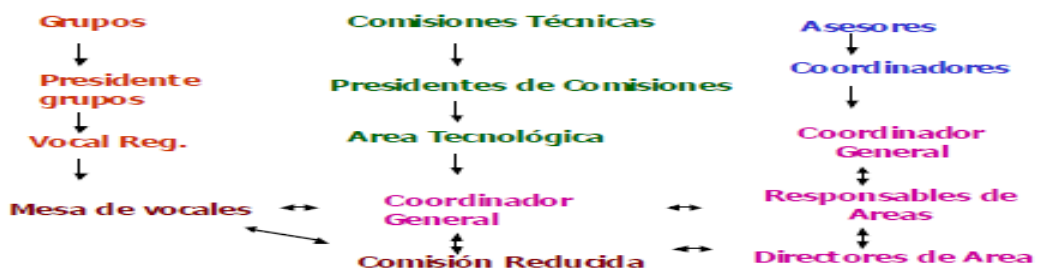 Grupos
Presidente
grupos
Vocal Reg.
Mesa de vocales
Comisiones Técnicas
Presidentes de Comisiones
Area Tecnológica
Coordinador
General
Comisión Reducida
Asesores
Coordinadores
Coordinador
General
Responsables de
Areas
Directores de Area